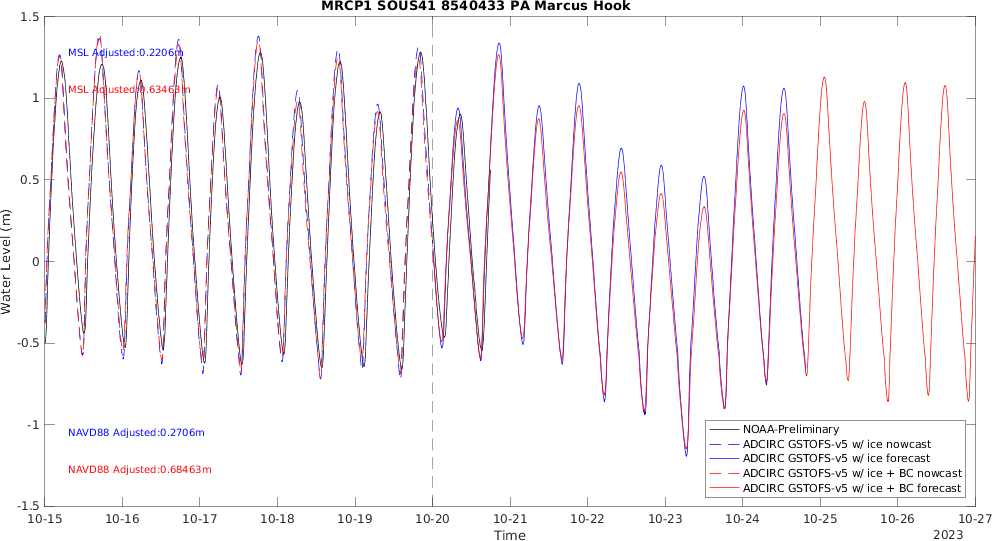 MRCP1 SOUS41 8540433 PA Marcus Hook
1.5
1
0.5
0
-0.5
-1
-1.5
Water Level (m)
MSL Adjusted:0.2206m
MSL Adjusted:0.63463m
NAVD88 Adjusted:0.2706m
NAVD88 Adjusted:0.68463m
NOAA-Preliminary
ADCIRC GSTOFS-v5 w/ ice nowcast
ADCIRC GSTOFS-v5 w/ ice forecast
ADCIRC GSTOFS-v5 w/ ice + BC nowcast
ADCIRC GSTOFS-v5 w/ ice + BC forecast
10-15 10-16 10-17 10-18 10-19 10-20 10-21 10-22 10-23 10-24 10-25 10-26 10-27
Time
2023